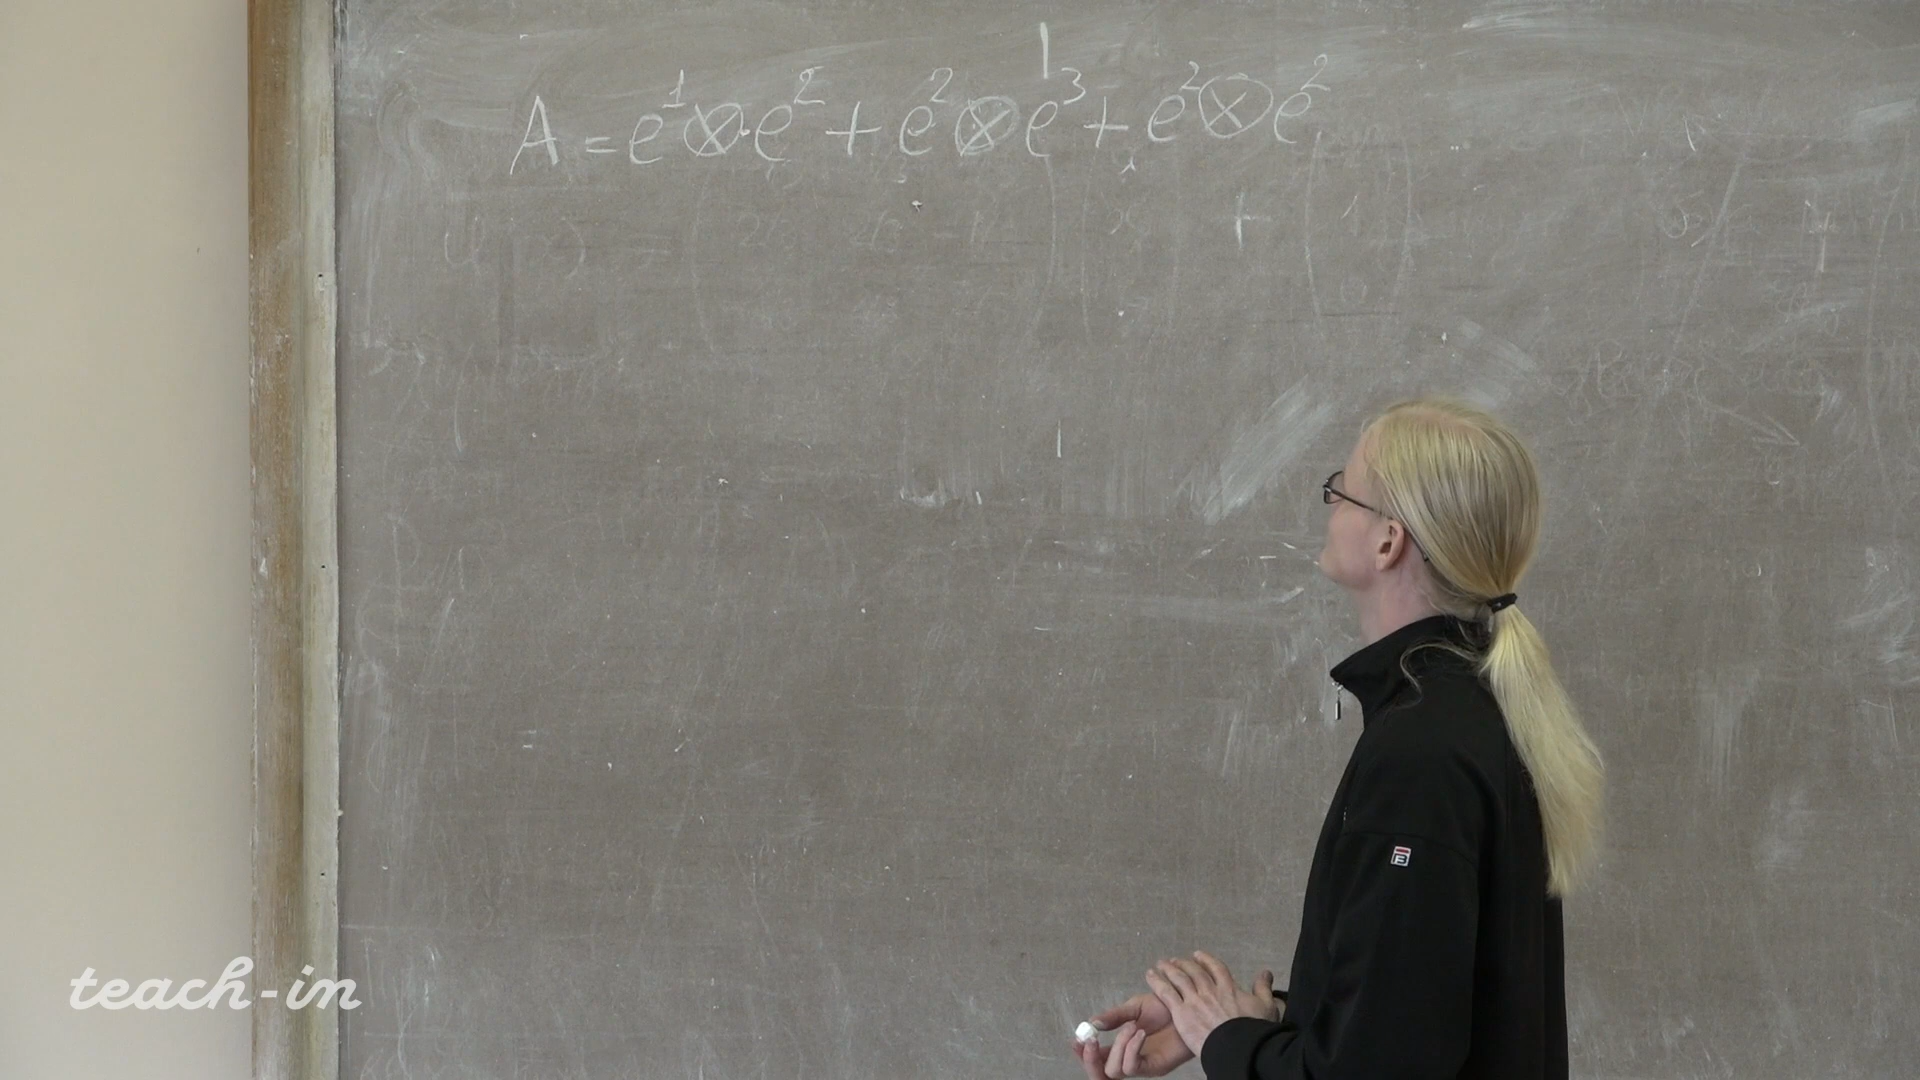 A = e¹ ⊗ e² + e² ⊗ e³ + e² ⊗ e²
teach-in